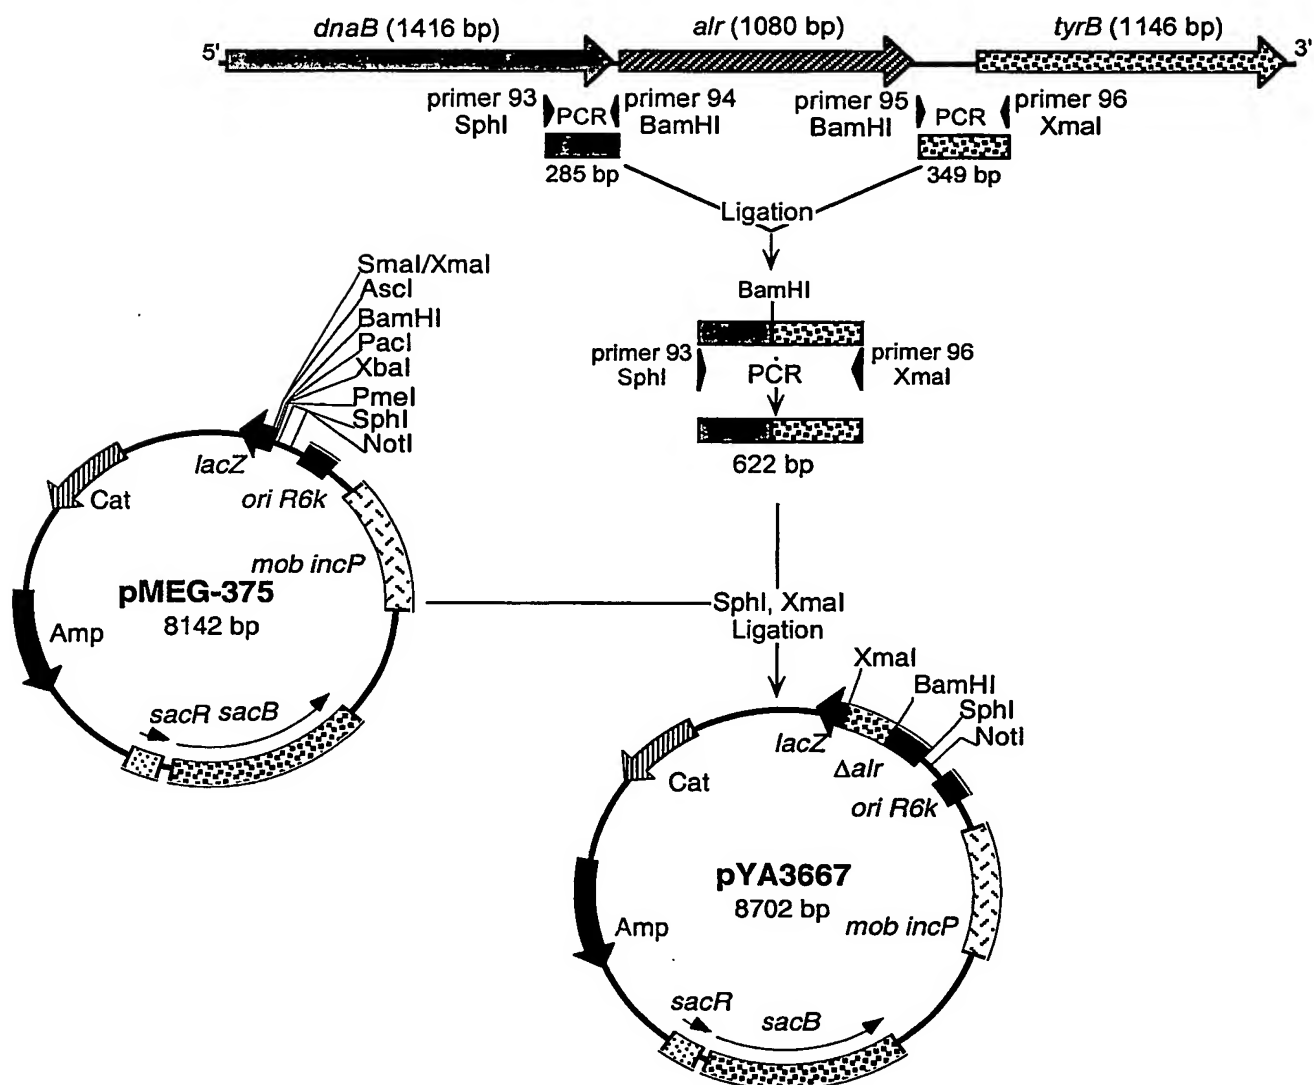 dnaB (1416 bp)
alr (1080 bp)
tyrB (1146 bp)
5'
3'
primer 93
SphI
PCR
primer 94
BamHI
primer 95
BamHI
PCR
primer 96
XmaI
285 bp
349 bp
Ligation
BamHI
primer 93
SphI
PCR
primer 96
XmaI
622 bp
SmaI/XmaI
AscI
BamHI
PacI
XbaI
PmeI
SphI
NotI
lacZ
Cat
ori R6k
mob incP
pMEG-375
8142 bp
Amp
sacR sacB
SphI, XmaI
Ligation
XmaI
BamHI
SphI
NotI
lacZ
Δalr
Cat
ori R6k
pYA3667
8702 bp
mob incP
Amp
sacR
sacB